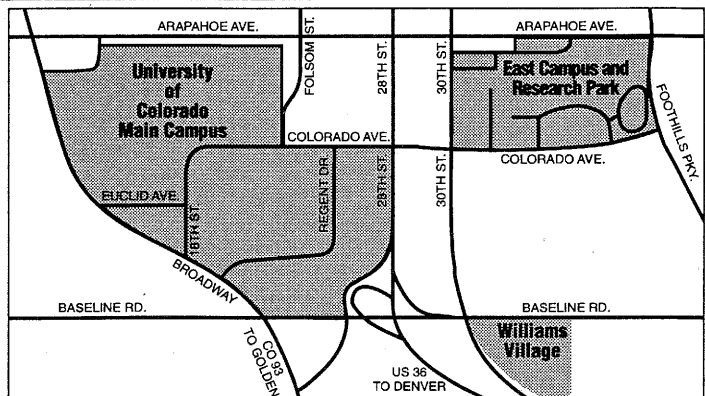 ARAPAHOE AVE.
ARAPAHOE AVE.
FOLSOM ST.
28TH ST.
30TH ST.
University
of
Colorado
Main Campus
East Campus and
Research Park
FOOTHILLS PKY.
COLORADO AVE.
COLORADO AVE.
EUCLID AVE.
18TH ST.
REGENT DR.
28TH ST.
30TH ST.
BROADWAY
BASELINE RD.
BASELINE RD.
Williams
Village
CO 93
TO GOLDEN
US 36
TO DENVER